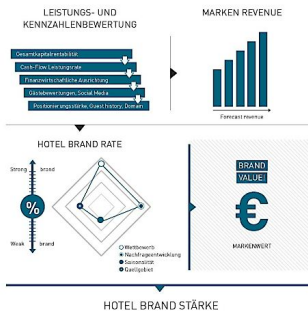 LEISTUNGS- UND
KENNZAHLENBEWERTUNG
Gesamtkapitalrentabilität
Cash-Flow Leistungsrate
Finanzwirtschaftliche Ausrichtung
Gästebewertungen, Social Media
Positionierungsstärke, Guest history, Domain
MARKEN REVENUE
Forecast revenue
HOTEL BRAND RATE
Strong brand
%
Weak brand
Wettbewerb
Nachfrageentwicklung
Saisonalität
BRAND
VALUE!
€
MARKENWERT
HOTEL BRAND STÄRKE